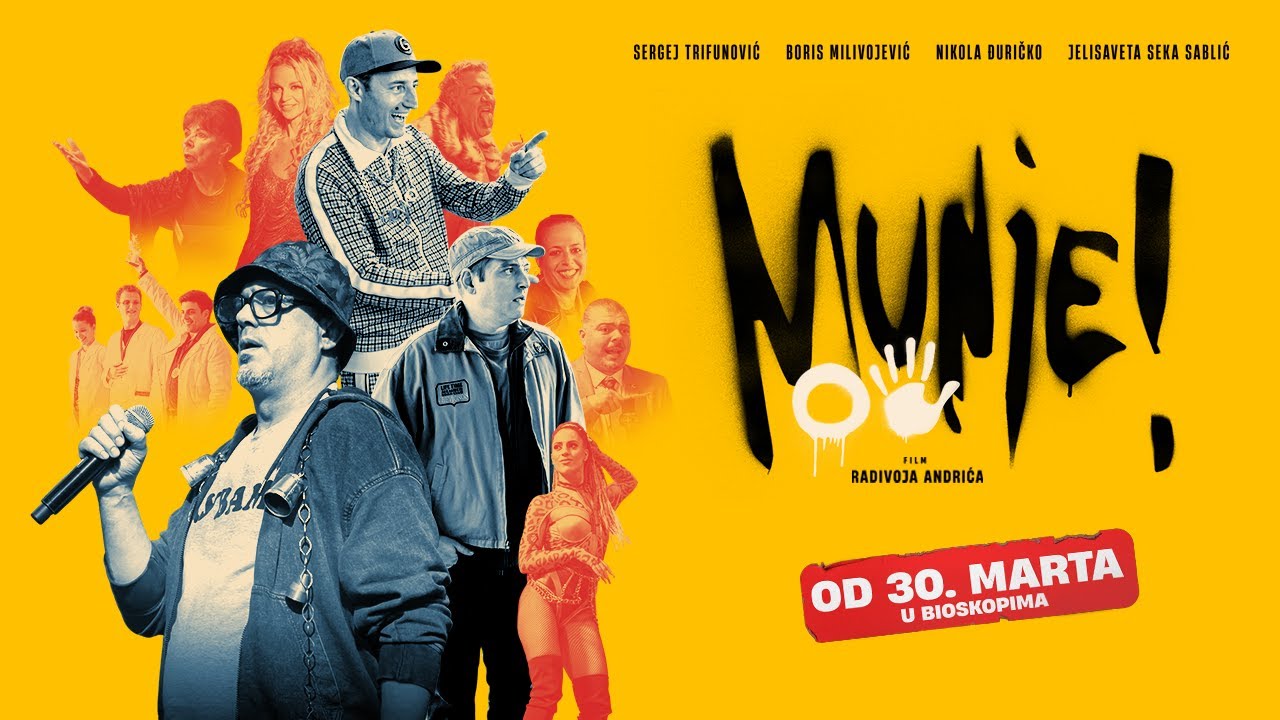 SERGEJ TRIFUNOVIĆ BORIS MILIVOJEVIĆ NIKOLA ĐURIČKO JELISAVETA SEKA SABLIĆ
MUNJE!
FILM
RADIVOJA ANDRIĆA
OD 30. MARTA
U BIOSKOPIMA